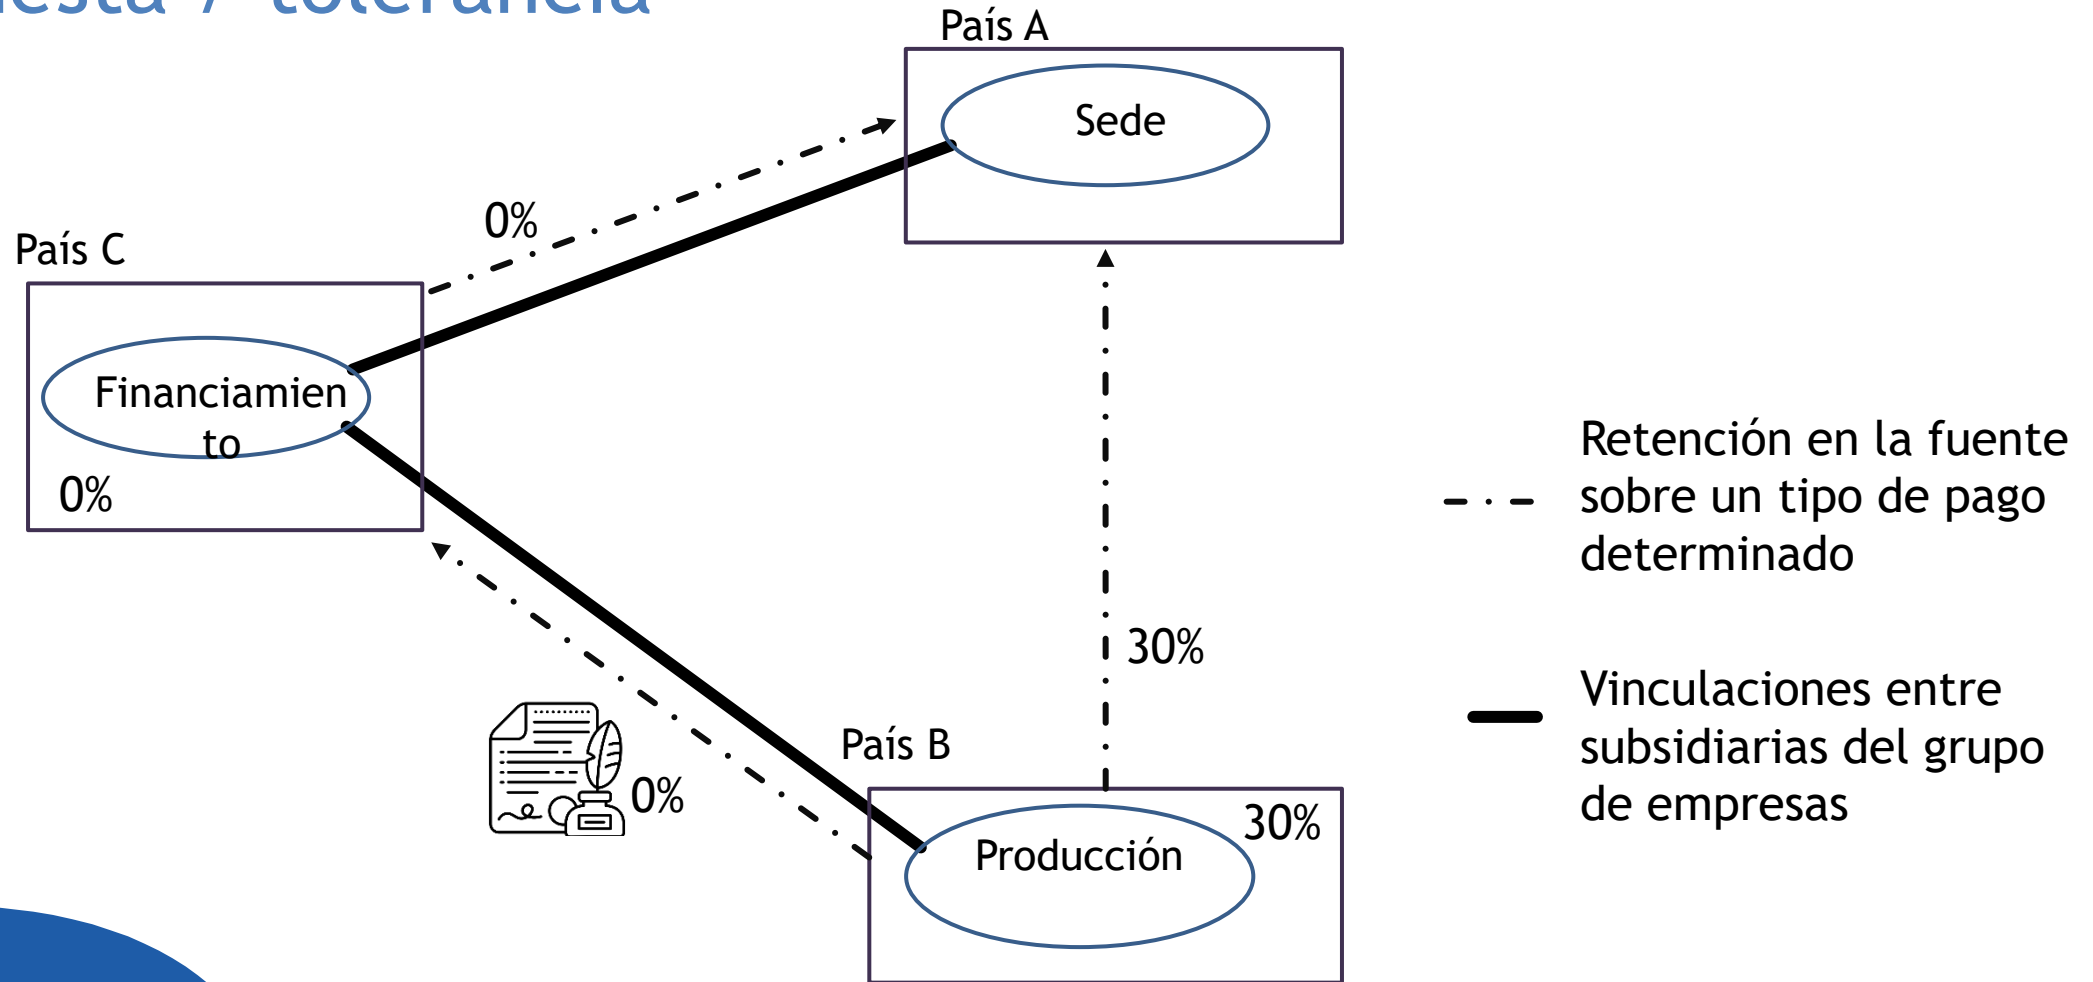 / tolerancia
País A
Sede
0%
País C
Financiamien
to
0%
30%
País B
0%
Producción
30%
Retención en la fuente
sobre un tipo de pago
determinado
Vinculaciones entre
subsidiarias del grupo
de empresas